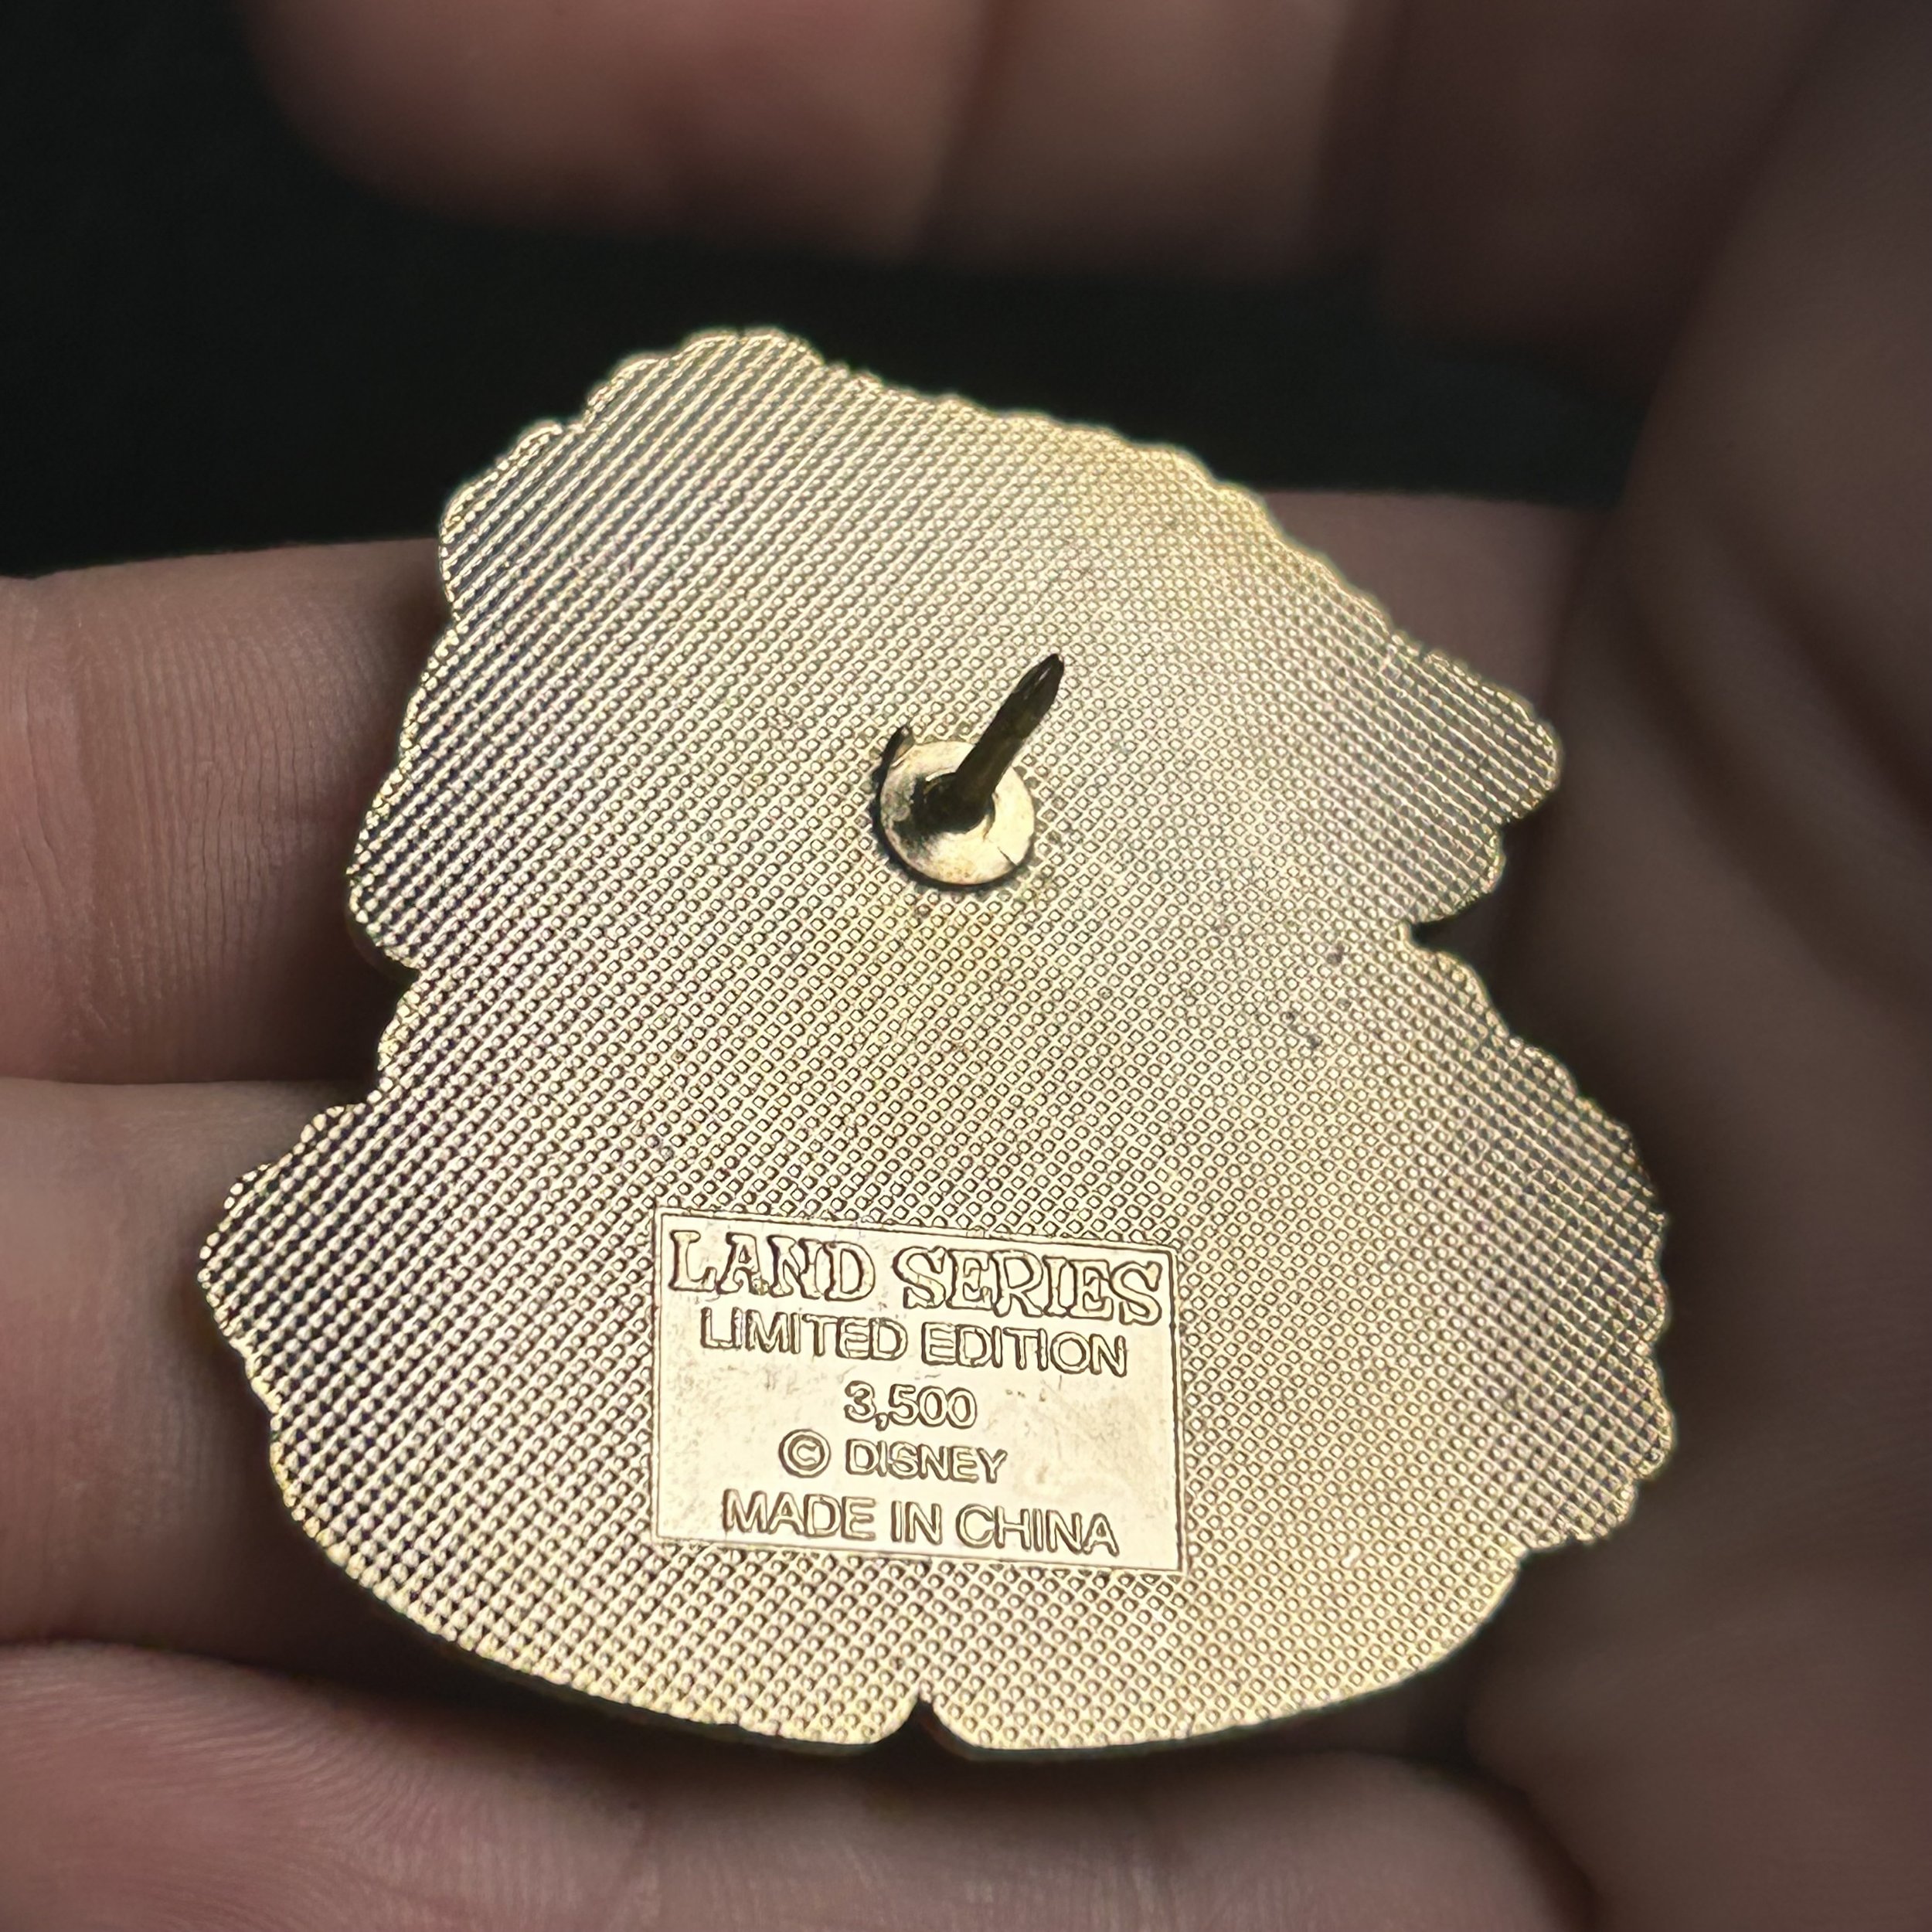 LAND SERIES
LIMITED EDITION
3,500
© DISNEY
MADE IN CHINA